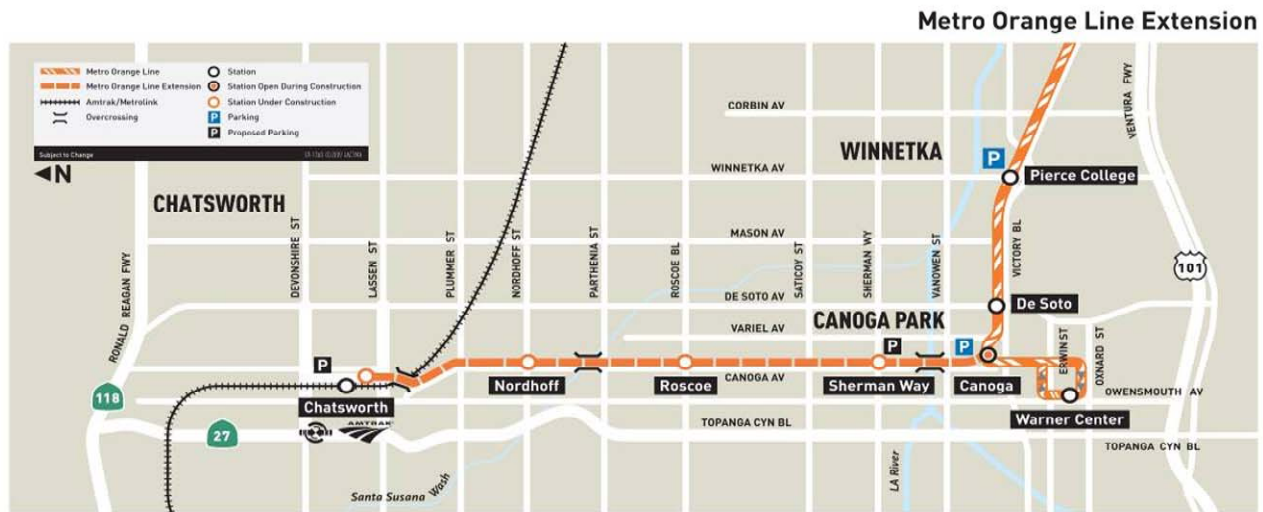 Metro Orange Line Extension
Metro Orange Line
Metro Orange Line Extension
Amtrak/Metrolink
Overcrossing
Station
Station Open During Construction
Station Under Construction
P Parking
P Proposed Parking
Subject to Change
N
CHATSWORTH
WINNETKA
CANOGA PARK
CORBIN AV
WINNETKA AV
MASON AV
DE SOTO AV
VARIEL AV
CANOGA AV
TOPANGA CYN BL
OWENSMOUTH AV
TOPANGA CYN BL
RONALD REAGAN FWY
DEVONSHIRE ST
LASSEN ST
PLUMMER ST
NORDHOFF ST
PARTHENIA ST
ROSCOE BL
SATICOY ST
SHERMAN WY
VANOWEN ST
VICTORY BL
ERWIN ST
OXNARD ST
VENTURA FWY
P
Pierce College
De Soto
P
P
P
Chatsworth
Nordhoff
Roscoe
Sherman Way
Canoga
Warner Center
AMTRAK
118
27
101
Santa Susana Wash
LA River